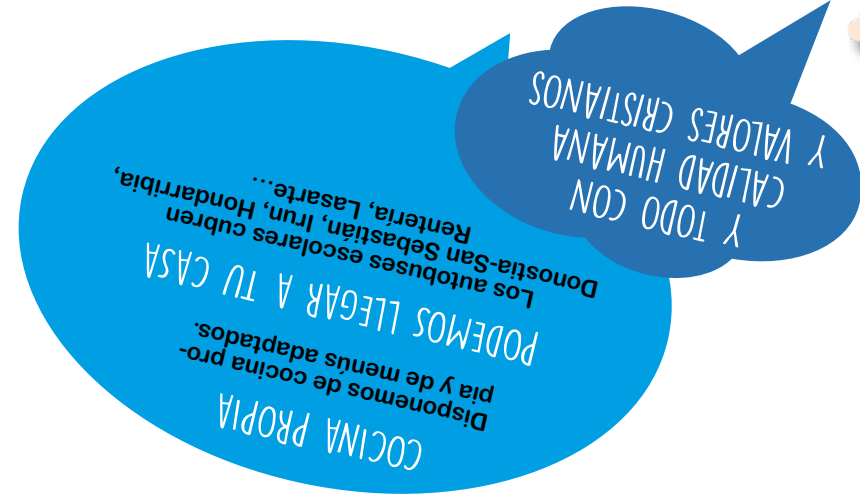 COCINA PROPIA
Disponemos de cocina pro-
pia y de menús adaptados.
PODEMOS LLEGAR A TU CASA
Los autobuses escolares cubren
Donostia-San Sebastián, Irun, Hondarribia,
Rentería, Lasarte...
Y TODO CON
CALIDAD HUMANA
Y VALORES CRISTIANOS